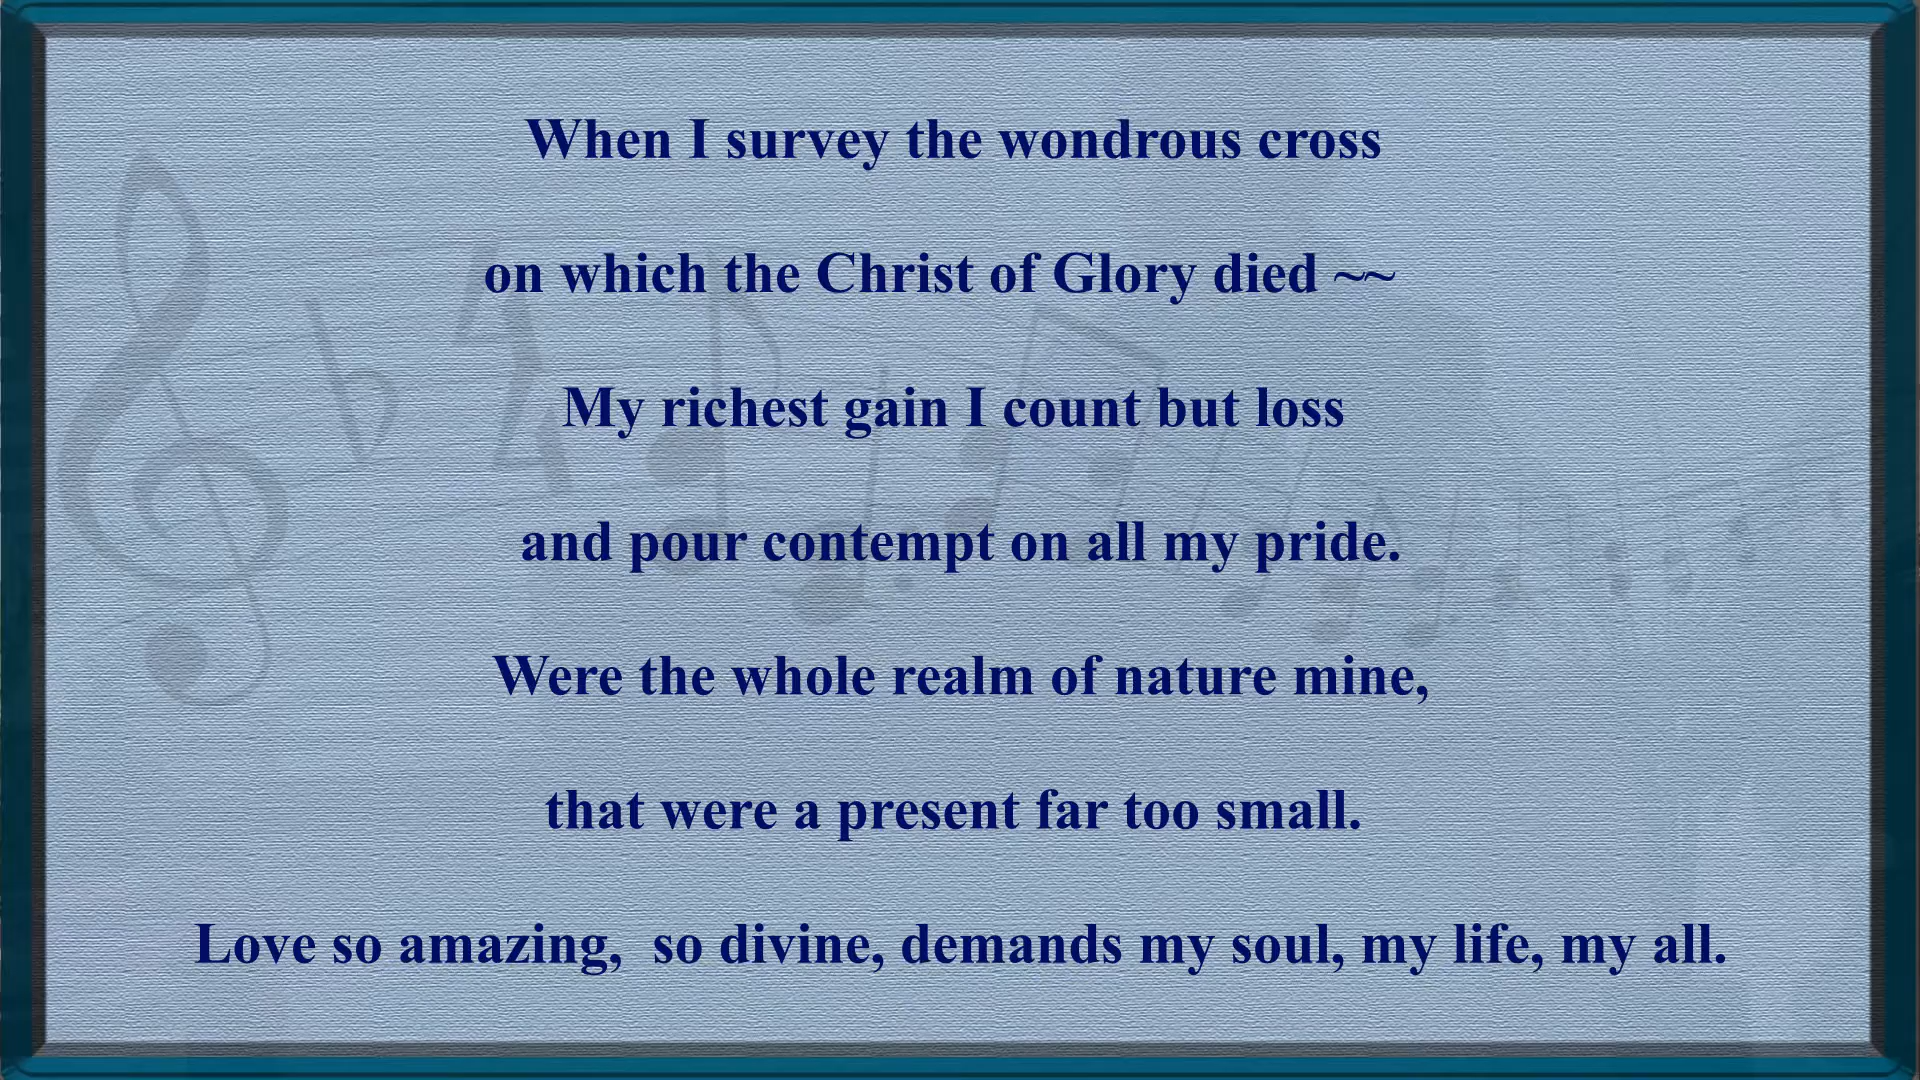 When I survey the wondrous cross
on which the Christ of Glory died ~~
My richest gain I count but loss
and pour contempt on all my pride.
Were the whole realm of nature mine,
that were a present far too small.
Love so amazing,  so divine, demands my soul, my life, my all.